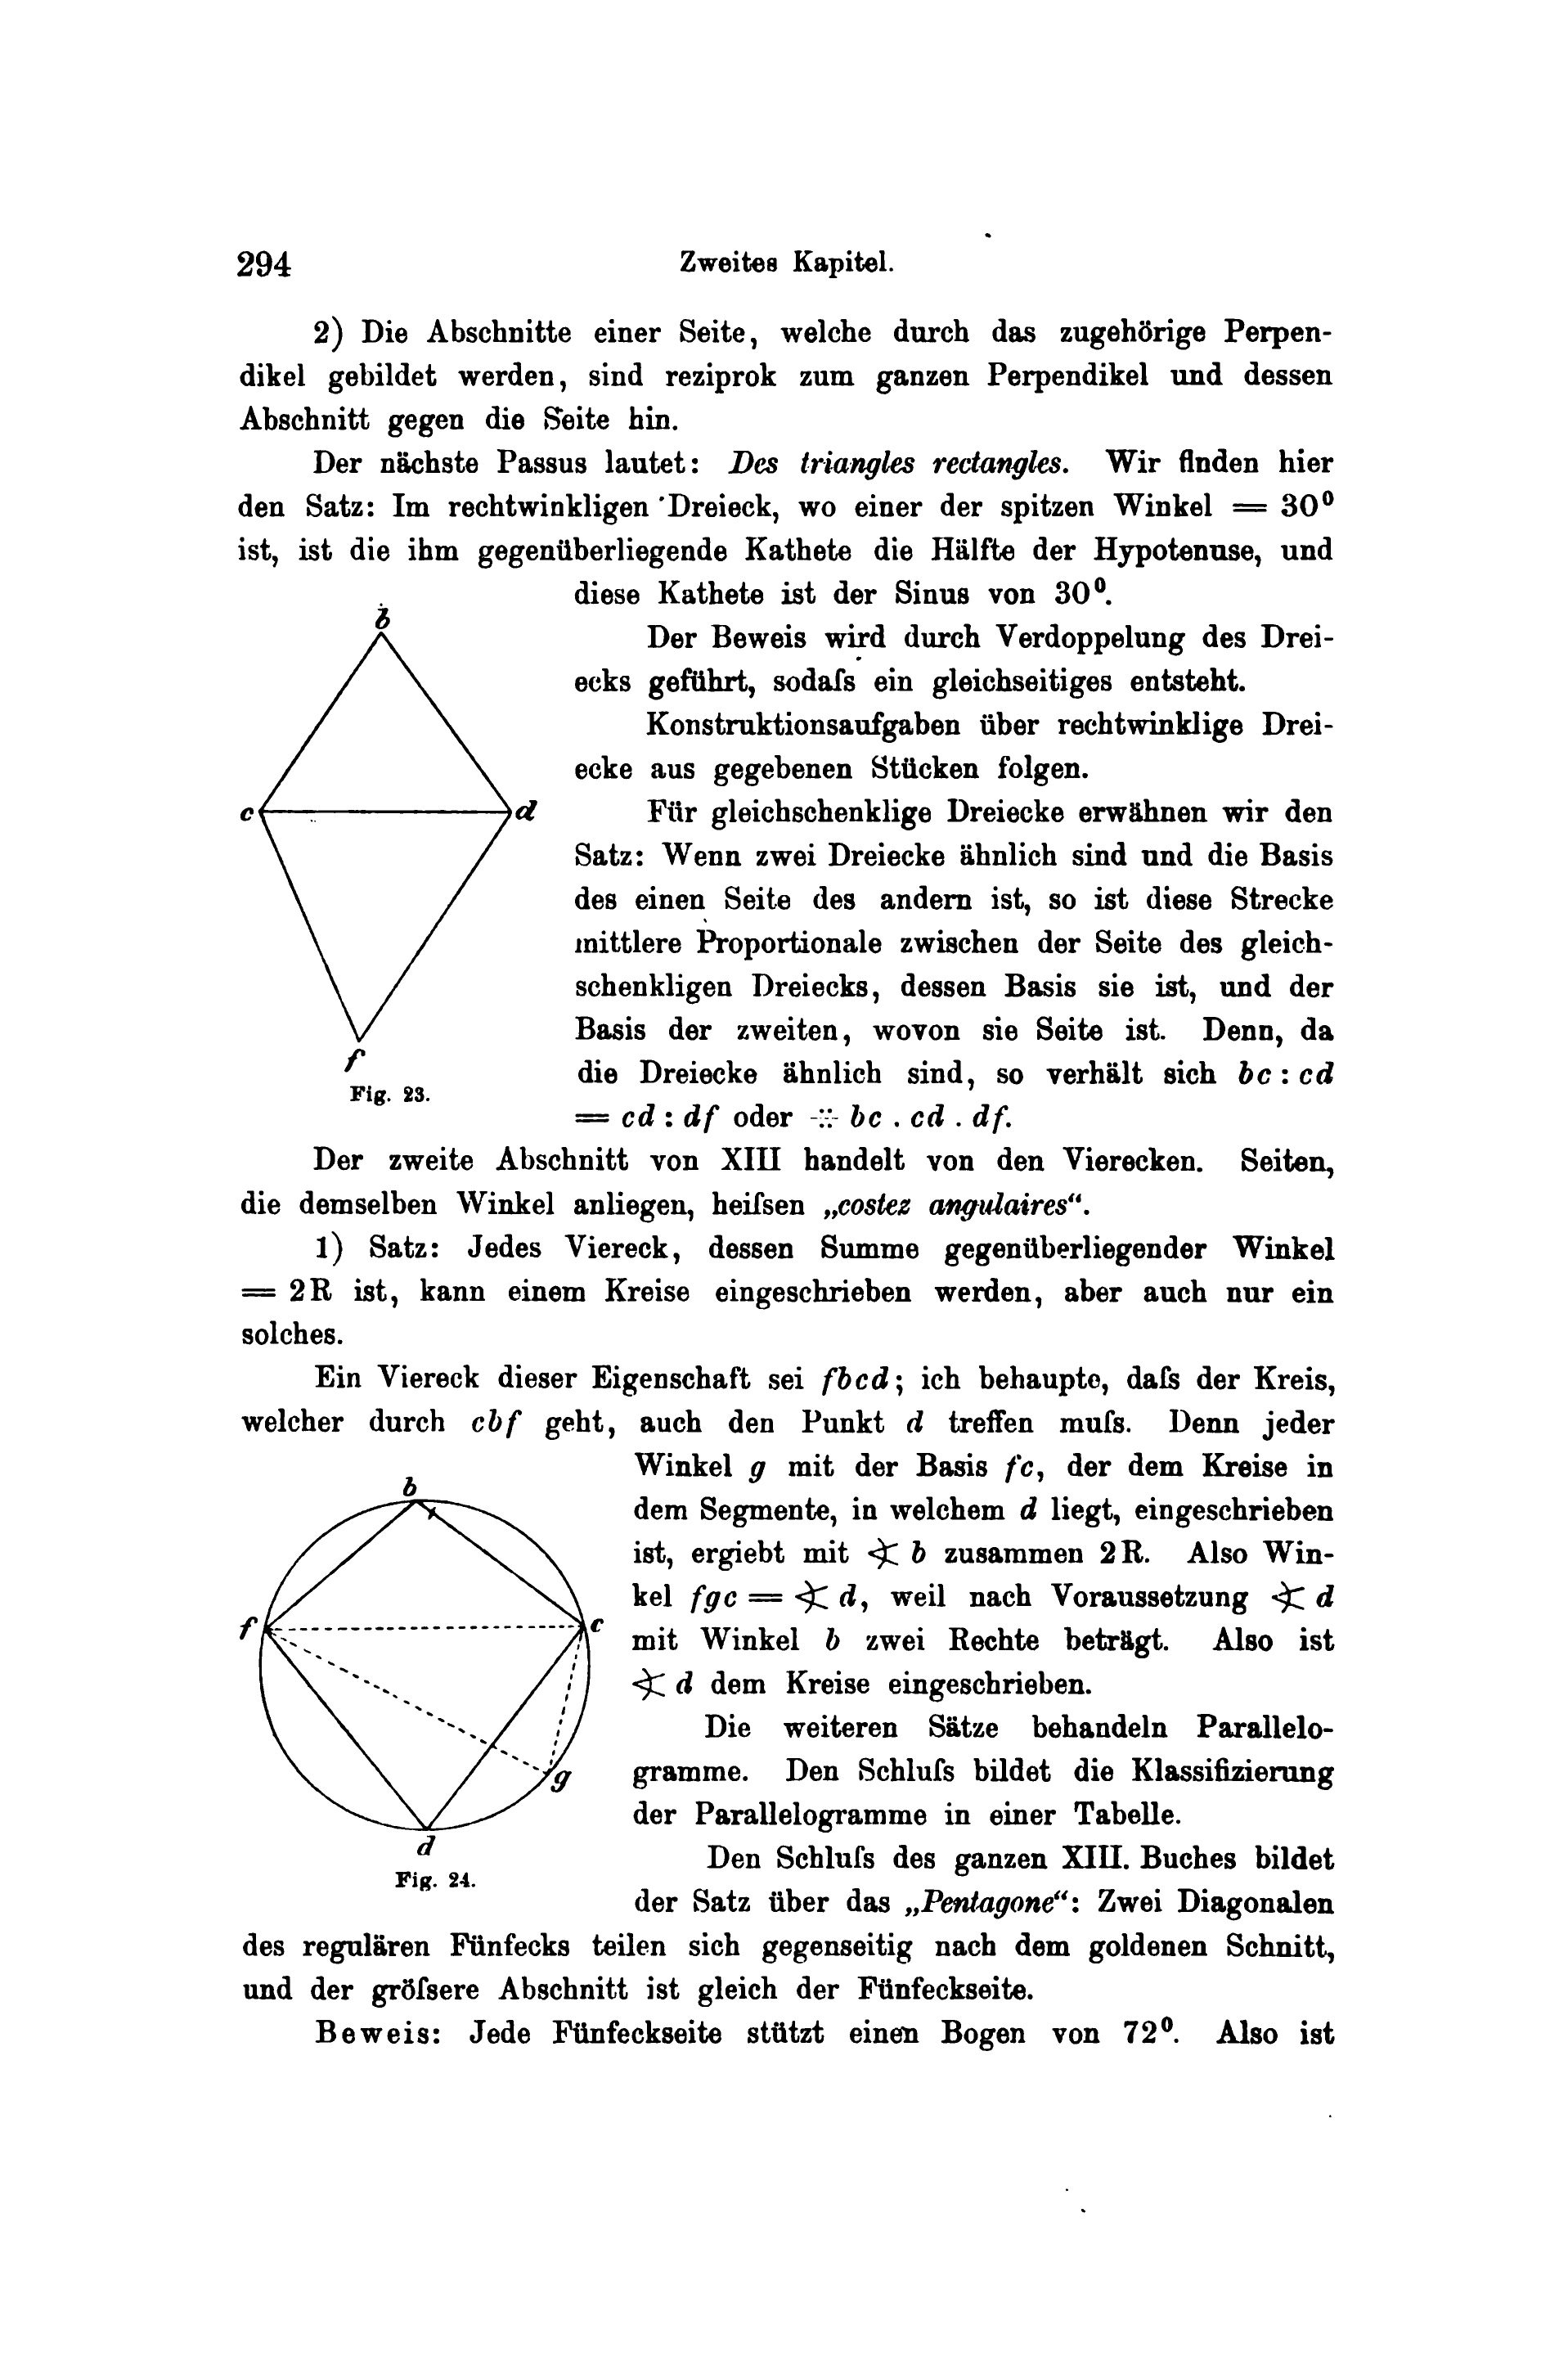 294
Zweites Kapitel.
2) Die Abschnitte einer Seite, welche durch das zugehörige Perpen-
dikel gebildet werden, sind reziprok zum ganzen Perpendikel und dessen
Abschnitt gegen die Seite hin.
Der nächste Passus lautet: Des triangles rectangles. Wir finden hier
den Satz: Im rechtwinkligen Dreieck, wo einer der spitzen Winkel = 30⁰
ist, ist die ihm gegenüberliegende Kathete die Hälfte der Hypotenuse, und
diese Kathete ist der Sinus von 30⁰.
Der Beweis wird durch Verdoppelung des Drei-
ecks geführt, sodaſs ein gleichseitiges entsteht.
Konstruktionsaufgaben über rechtwinklige Drei-
ecke aus gegebenen Stücken folgen.
Für gleichschenklige Dreiecke erwähnen wir den
Satz: Wenn zwei Dreiecke ähnlich sind und die Basis
des einen Seite des andern ist, so ist diese Strecke
mittlere Proportionale zwischen der Seite des gleich-
schenkligen Dreiecks, dessen Basis sie ist, und der
Basis der zweiten, wovon sie Seite ist. Denn, da
die Dreiecke ähnlich sind, so verhält sich bc : cd
= cd : df oder ∺ bc . cd . df.
b
c
d
f
Fig. 23.
Der zweite Abschnitt von XIII handelt von den Vierecken. Seiten,
die demselben Winkel anliegen, heiſsen „costez angulaires“.
1) Satz: Jedes Viereck, dessen Summe gegenüberliegender Winkel
= 2R ist, kann einem Kreise eingeschrieben werden, aber auch nur ein
solches.
Ein Viereck dieser Eigenschaft sei fbcd; ich behaupte, daſs der Kreis,
welcher durch cbf geht, auch den Punkt d treffen muſs. Denn jeder
Winkel g mit der Basis fc, der dem Kreise in
dem Segmente, in welchem d liegt, eingeschrieben
ist, ergiebt mit ∢ b zusammen 2R. Also Win-
kel fgc = ∢ d, weil nach Voraussetzung ∢ d
mit Winkel b zwei Rechte beträgt. Also ist
∢ d dem Kreise eingeschrieben.
Die weiteren Sätze behandeln Parallelo-
gramme. Den Schluſs bildet die Klassifizierung
der Parallelogramme in einer Tabelle.
Den Schluſs des ganzen XIII. Buches bildet
der Satz über das „Pentagone“: Zwei Diagonalen
b
f
c
g
d
Fig. 24.
des regulären Fünfecks teilen sich gegenseitig nach dem goldenen Schnitt,
und der gröſsere Abschnitt ist gleich der Fünfeckseite.
Beweis: Jede Fünfeckseite stützt einen Bogen von 72⁰. Also ist